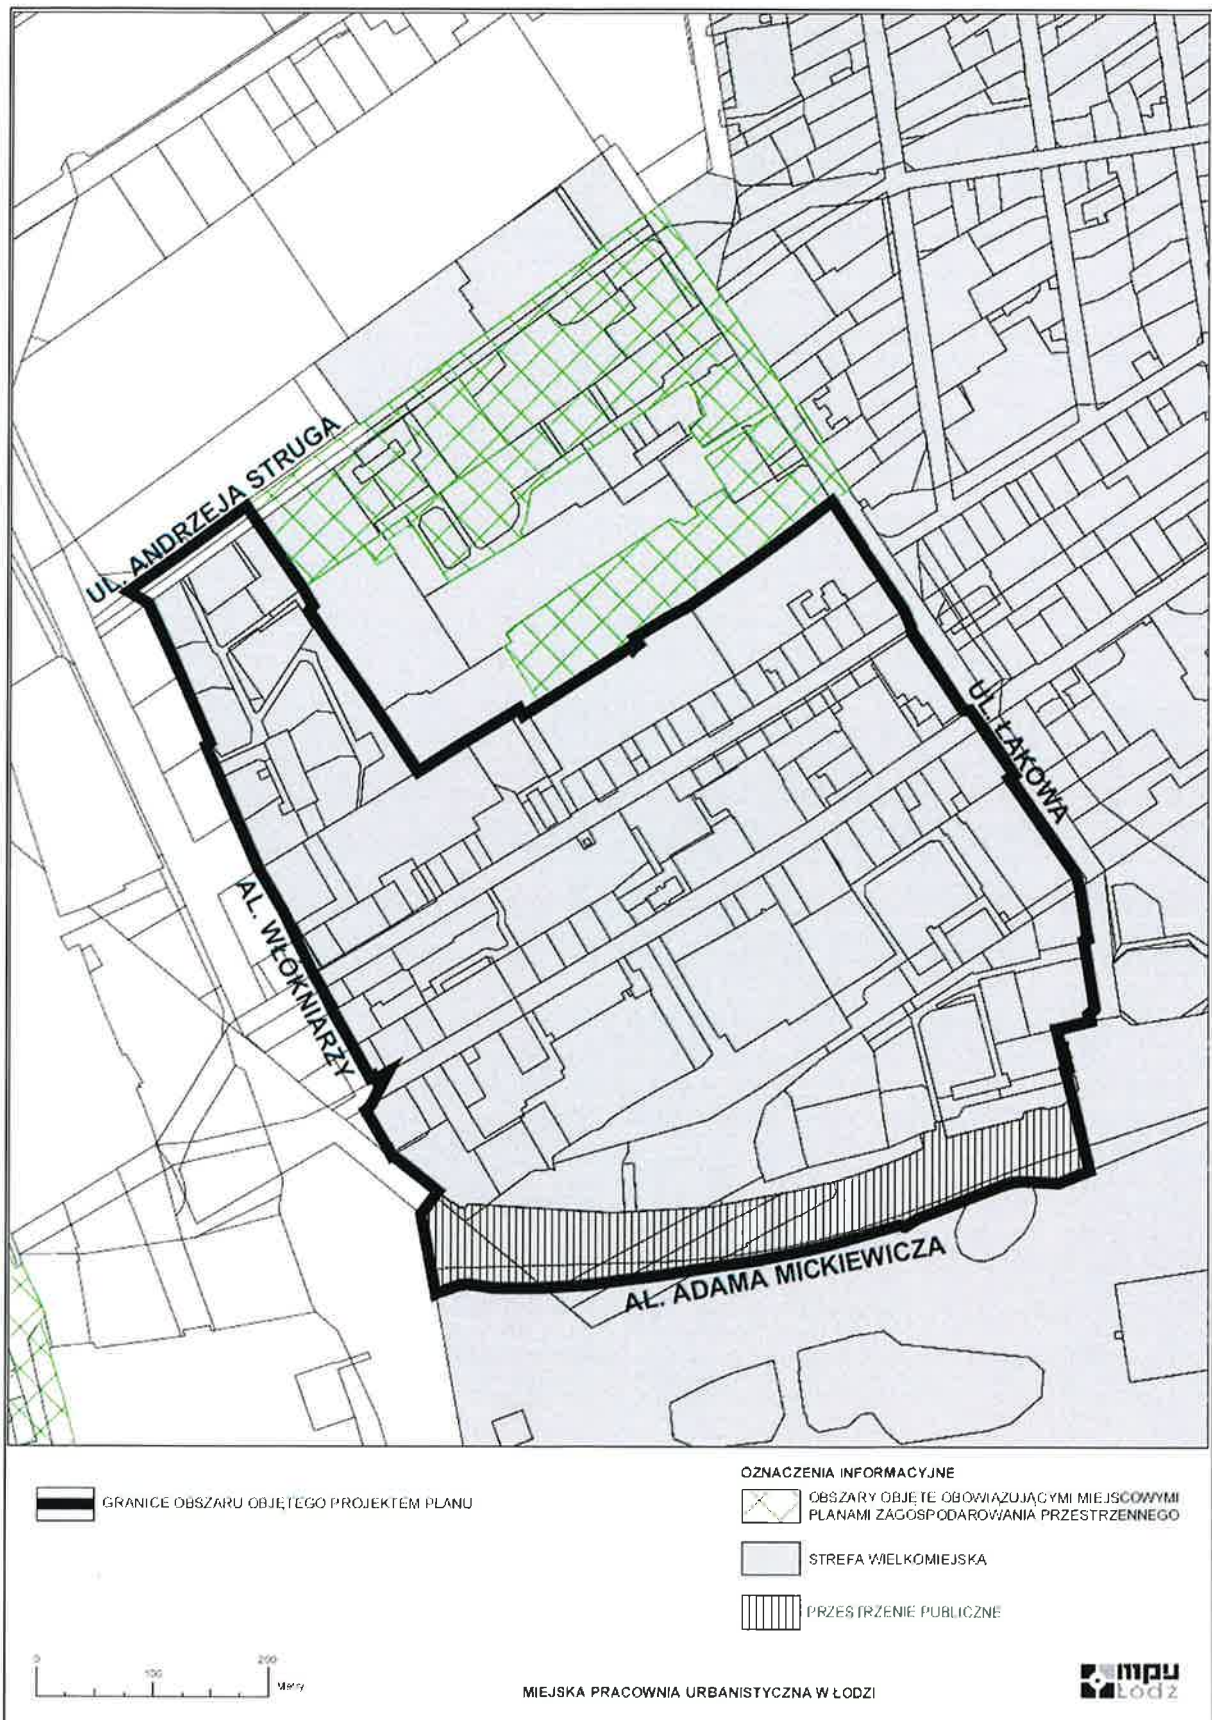 UL. ANDRZEJA STRUGA
UL. ŁĄKOWA
AL. WŁÓKNIARZY
AL. ADAMA MICKIEWICZA
GRANICE OBSZARU OBJĘTEGO PROJEKTEM PLANU
OZNACZENIA INFORMACYJNE
OBSZARY OBJĘTE OBOWIĄZUJĄCYMI MIEJSCOWYMI
PLANAMI ZAGOSPODAROWANIA PRZESTRZENNEGO
STREFA WIELKOMIEJSKA
PRZESTRZENIE PUBLICZNE
0 100 200
Metry
MIEJSKA PRACOWNIA URBANISTYCZNA W ŁODZI
mpu
Łódź